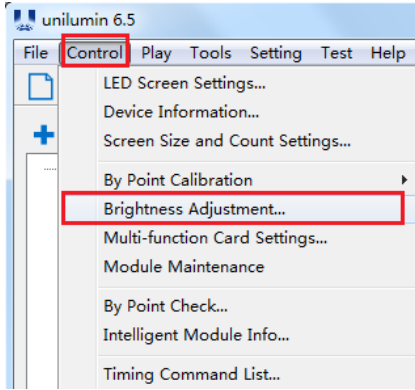 unilumin 6.5
File Control Play Tools Setting Test Help
LED Screen Settings...
Device Information...
Screen Size and Count Settings...
By Point Calibration
Brightness Adjustment...
Multi-function Card Settings...
Module Maintenance
By Point Check...
Intelligent Module Info...
Timing Command List...